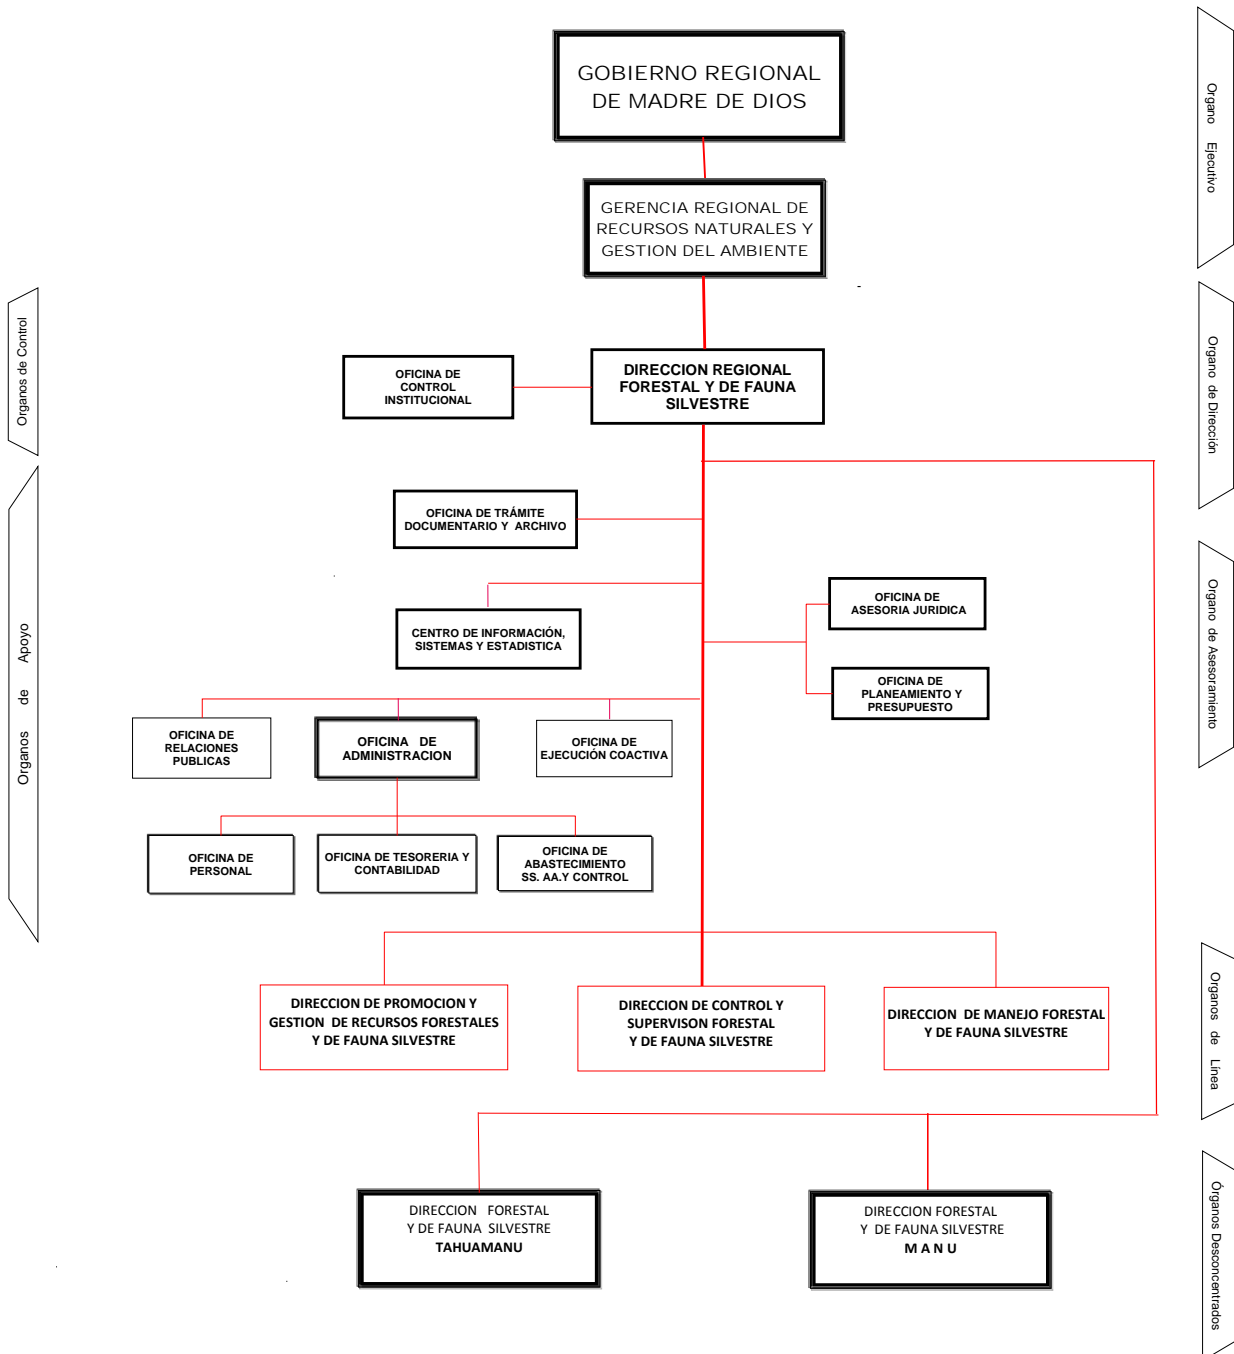 GOBIERNO REGIONAL
DE MADRE DE DIOS
Organo Ejecutivo
GERENCIA REGIONAL DE
RECURSOS NATURALES Y
GESTION DEL AMBIENTE
Organos de Control
Organo de Dirección
OFICINA DE
CONTROL
INSTITUCIONAL
DIRECCION REGIONAL
FORESTAL Y DE FAUNA
SILVESTRE
OFICINA DE TRÁMITE
DOCUMENTARIO Y ARCHIVO
Organos de Apoyo
Organo de Asesoramiento
CENTRO DE INFORMACIÓN,
SISTEMAS Y ESTADISTICA
OFICINA DE
ASESORIA JURIDICA
OFICINA DE
PLANEAMIENTO Y
PRESUPUESTO
OFICINA DE
RELACIONES
PUBLICAS
OFICINA DE
ADMINISTRACION
OFICINA DE
EJECUCIÓN COACTIVA
OFICINA DE
PERSONAL
OFICINA DE TESORERIA Y
CONTABILIDAD
OFICINA DE
ABASTECIMIENTO
SS. AA.Y CONTROL
DIRECCION DE PROMOCION Y
GESTION DE RECURSOS FORESTALES
Y DE FAUNA SILVESTRE
DIRECCION DE CONTROL Y
SUPERVISON FORESTAL
Y DE FAUNA SILVESTRE
DIRECCION DE MANEJO FORESTAL
Y DE FAUNA SILVESTRE
Organos de Línea
DIRECCION FORESTAL
Y DE FAUNA SILVESTRE
TAHUAMANU
DIRECCION FORESTAL
Y DE FAUNA SILVESTRE
M A N U
Órganos Desconcentrados